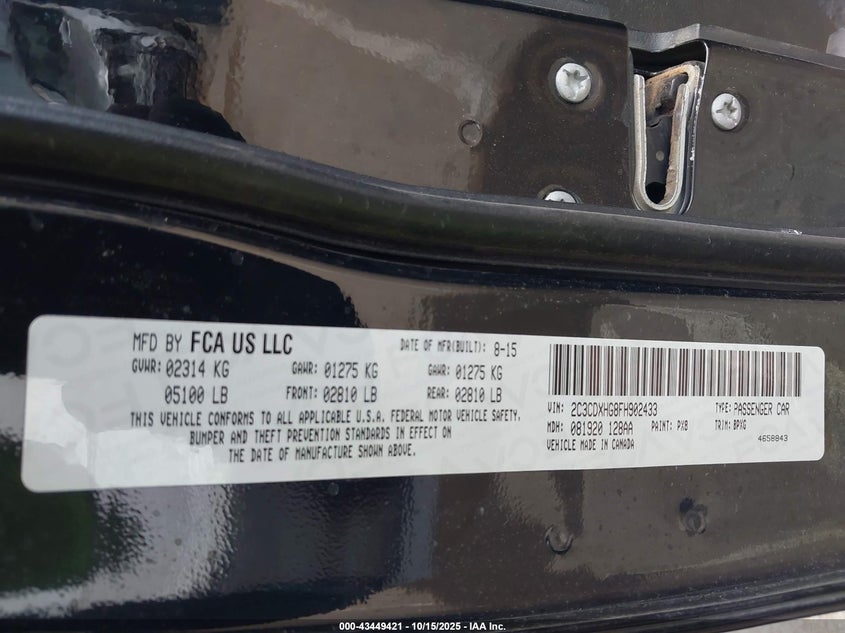 MFD BY FCA US LLC
DATE OF MFR(BUILT): 8-15
GVWR: 02314 KG GAWR: 01275 KG GAWR: 01275 KG
05100 LB FRONT: 02810 LB REAR: 02810 LB
THIS VEHICLE CONFORMS TO ALL APPLICABLE U.S.A. FEDERAL MOTOR VEHICLE SAFETY,
BUMPER AND THEFT PREVENTION STANDARDS IN EFFECT ON
THE DATE OF MANUFACTURE SHOWN ABOVE.
VIN: 2C3CDXHG8FH902433 TYPE: PASSENGER CAR
MDH: 081920 128AA PAINT: PX8 TRIM: BPXG
VEHICLE MADE IN CANADA 4658843
000-43449421 - 10/15/2025 - IAA Inc.